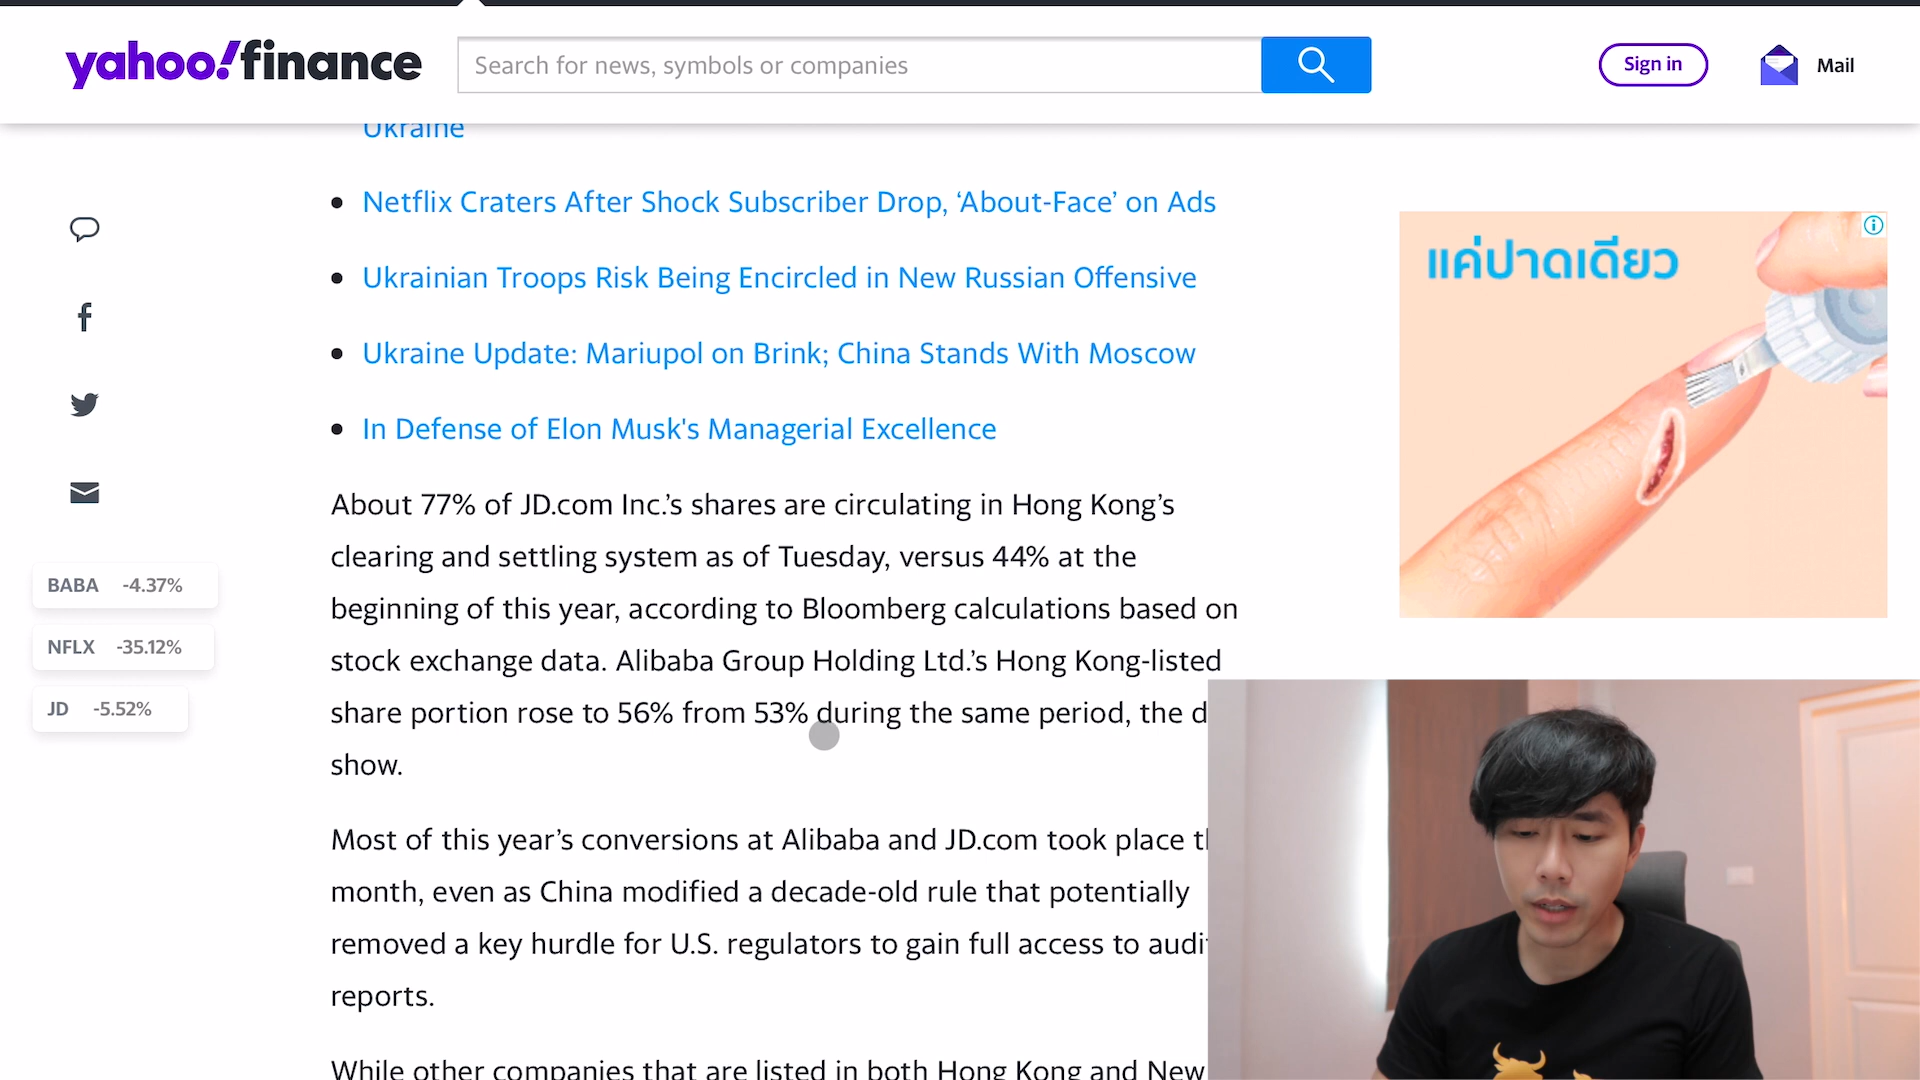 yahoo!finance
Search for news, symbols or companies
Sign in
Mail
Ukraine
Netflix Craters After Shock Subscriber Drop, ‘About-Face’ on Ads
Ukrainian Troops Risk Being Encircled in New Russian Offensive
Ukraine Update: Mariupol on Brink; China Stands With Moscow
In Defense of Elon Musk's Managerial Excellence
About 77% of JD.com Inc.’s shares are circulating in Hong Kong’s
clearing and settling system as of Tuesday, versus 44% at the
beginning of this year, according to Bloomberg calculations based on
stock exchange data. Alibaba Group Holding Ltd.’s Hong Kong-listed
share portion rose to 56% from 53% during the same period, the
show.
Most of this year’s conversions at Alibaba and JD.com took place
month, even as China modified a decade-old rule that potentially
removed a key hurdle for U.S. regulators to gain full access to
reports.
While other companies that are listed in both Hong Kong and New
BABA -4.37%
NFLX -35.12%
JD -5.52%
แค่ปาดเดียว